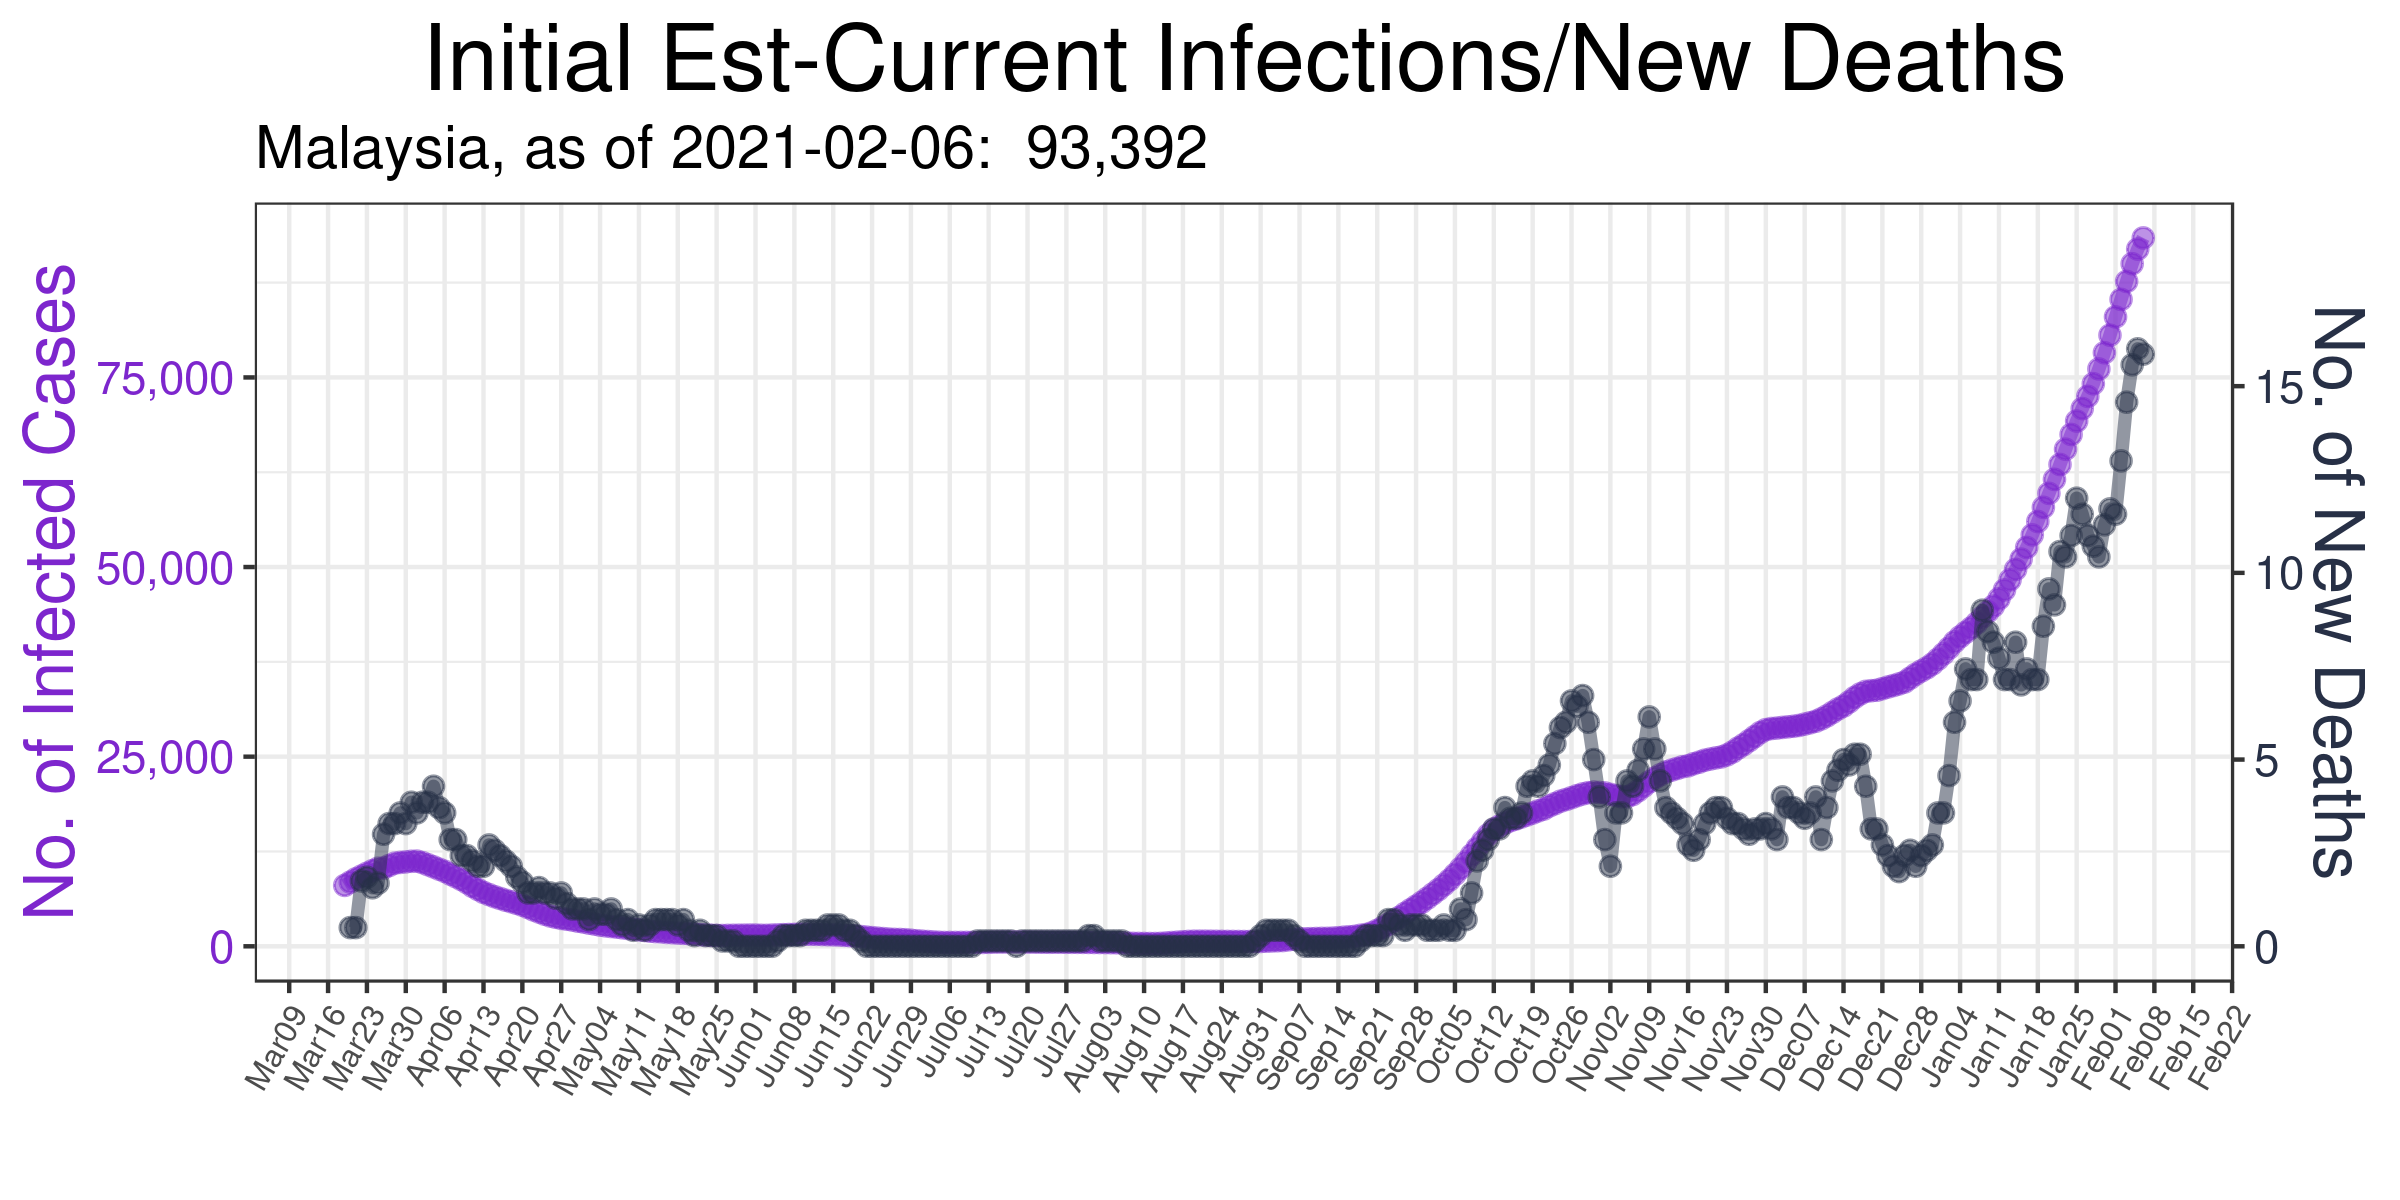 Initial Est-Current Infections/New Deaths
Malaysia, as of 2021-02-06:  93,392
No. of Infected Cases
75,000
50,000
25,000
0
15
10
5
0
No. of New Deaths
Mar09
Mar16
Mar23
Mar30
Apr06
Apr13
Apr20
Apr27
May04
May11
May18
May25
Jun01
Jun08
Jun15
Jun22
Jun29
Jul06
Jul13
Jul20
Jul27
Aug03
Aug10
Aug17
Aug24
Aug31
Sep07
Sep14
Sep21
Sep28
Oct05
Oct12
Oct19
Oct26
Nov02
Nov09
Nov16
Nov23
Nov30
Dec07
Dec14
Dec21
Dec28
Jan04
Jan11
Jan18
Jan25
Feb01
Feb08
Feb15
Feb22